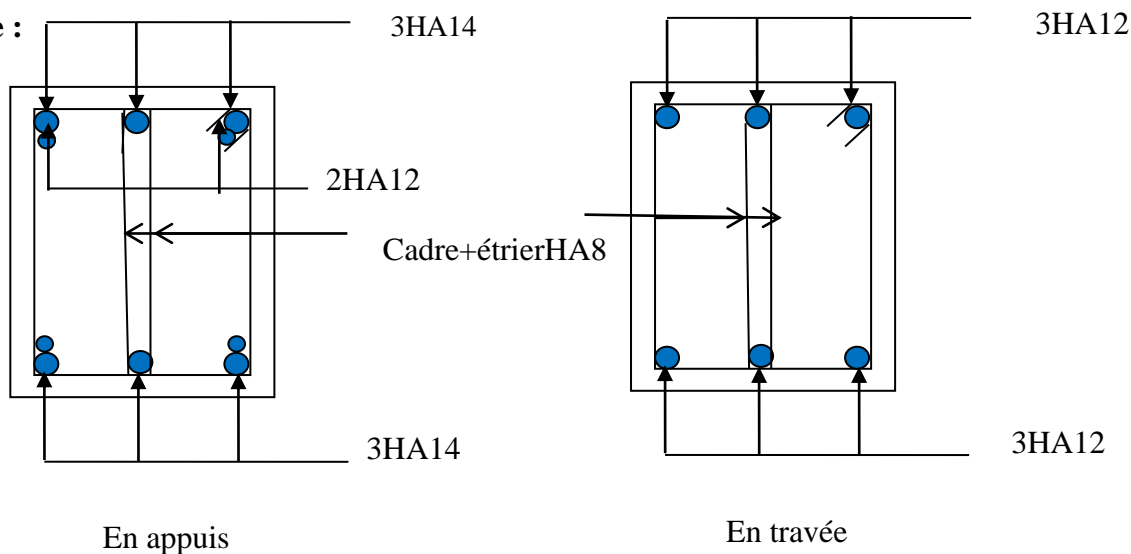 e :
3HA14
3HA12
2HA12
Cadre+étrierHA8
3HA14
3HA12
En appuis
En travée